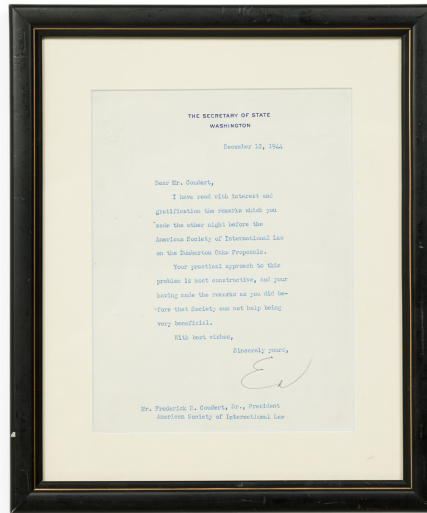 THE SECRETARY OF STATE
WASHINGTON
December 12, 1944
Dear Mr. Coudert,
I have read with interest and
gratification the remarks which you
made the other night before the
American Society of International Law
on the Dumbarton Oaks Proposals.
Your practical approach to this
problem is most constructive, and your
having made the remarks as you did be-
fore that Society can not help being
very beneficial.
With best wishes,
Sincerely yours,
Ed
Mr. Frederick R. Coudert, Sr., President
American Society of International Law